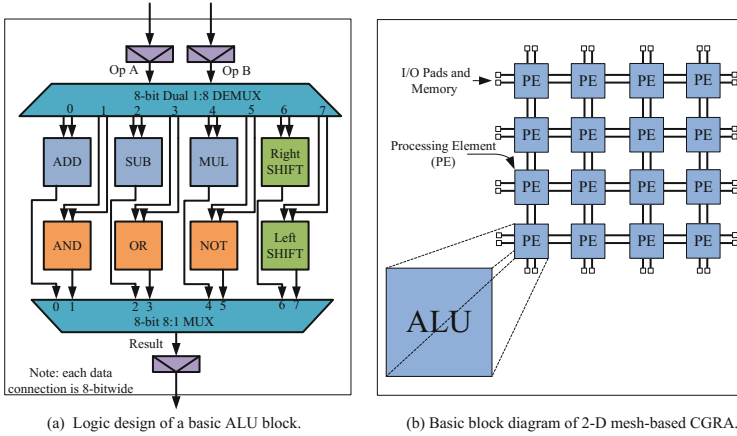 Op A
Op B
8-bit Dual 1:8 DEMUX
0 1 2 3 4 5 6 7
ADD
SUB
MUL
Right
SHIFT
AND
OR
NOT
Left
SHIFT
0 1 2 3 4 5 6 7
8-bit 8:1 MUX
Result
Note: each data
connection is 8-bitwide
(a) Logic design of a basic ALU block.
I/O Pads and
Memory
Processing Element
(PE)
PE PE PE PE
PE PE PE PE
PE PE PE PE
PE PE PE PE
ALU
(b) Basic block diagram of 2-D mesh-based CGRA.